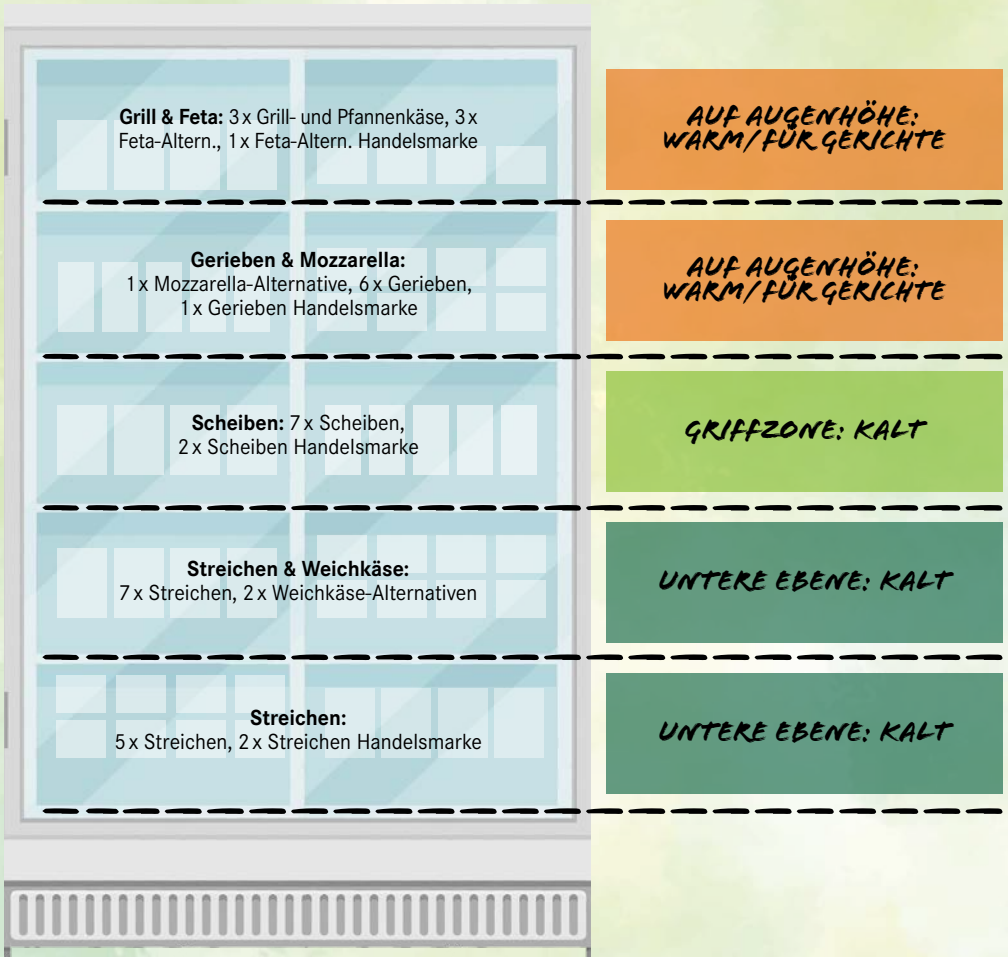 Grill & Feta: 3 x Grill- und Pfannenkäse, 3 x
Feta-Altern., 1 x Feta-Altern. Handelsmarke
AUF AUGENHÖHE:
WARM/FÜR GERICHTE
Gerieben & Mozzarella:
1 x Mozzarella-Alternative, 6 x Gerieben,
1 x Gerieben Handelsmarke
AUF AUGENHÖHE:
WARM/FÜR GERICHTE
Scheiben: 7 x Scheiben,
2 x Scheiben Handelsmarke
GRIFFZONE: KALT
Streichen & Weichkäse:
7 x Streichen, 2 x Weichkäse-Alternativen
UNTERE EBENE: KALT
Streichen:
5 x Streichen, 2 x Streichen Handelsmarke
UNTERE EBENE: KALT